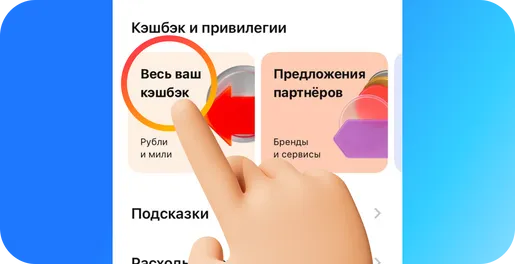 Кэшбэк и привилегии
Весь ваш
кэшбэк
Рубли
и мили
Предложения
партнёров
Бренды
и сервисы
Подсказки